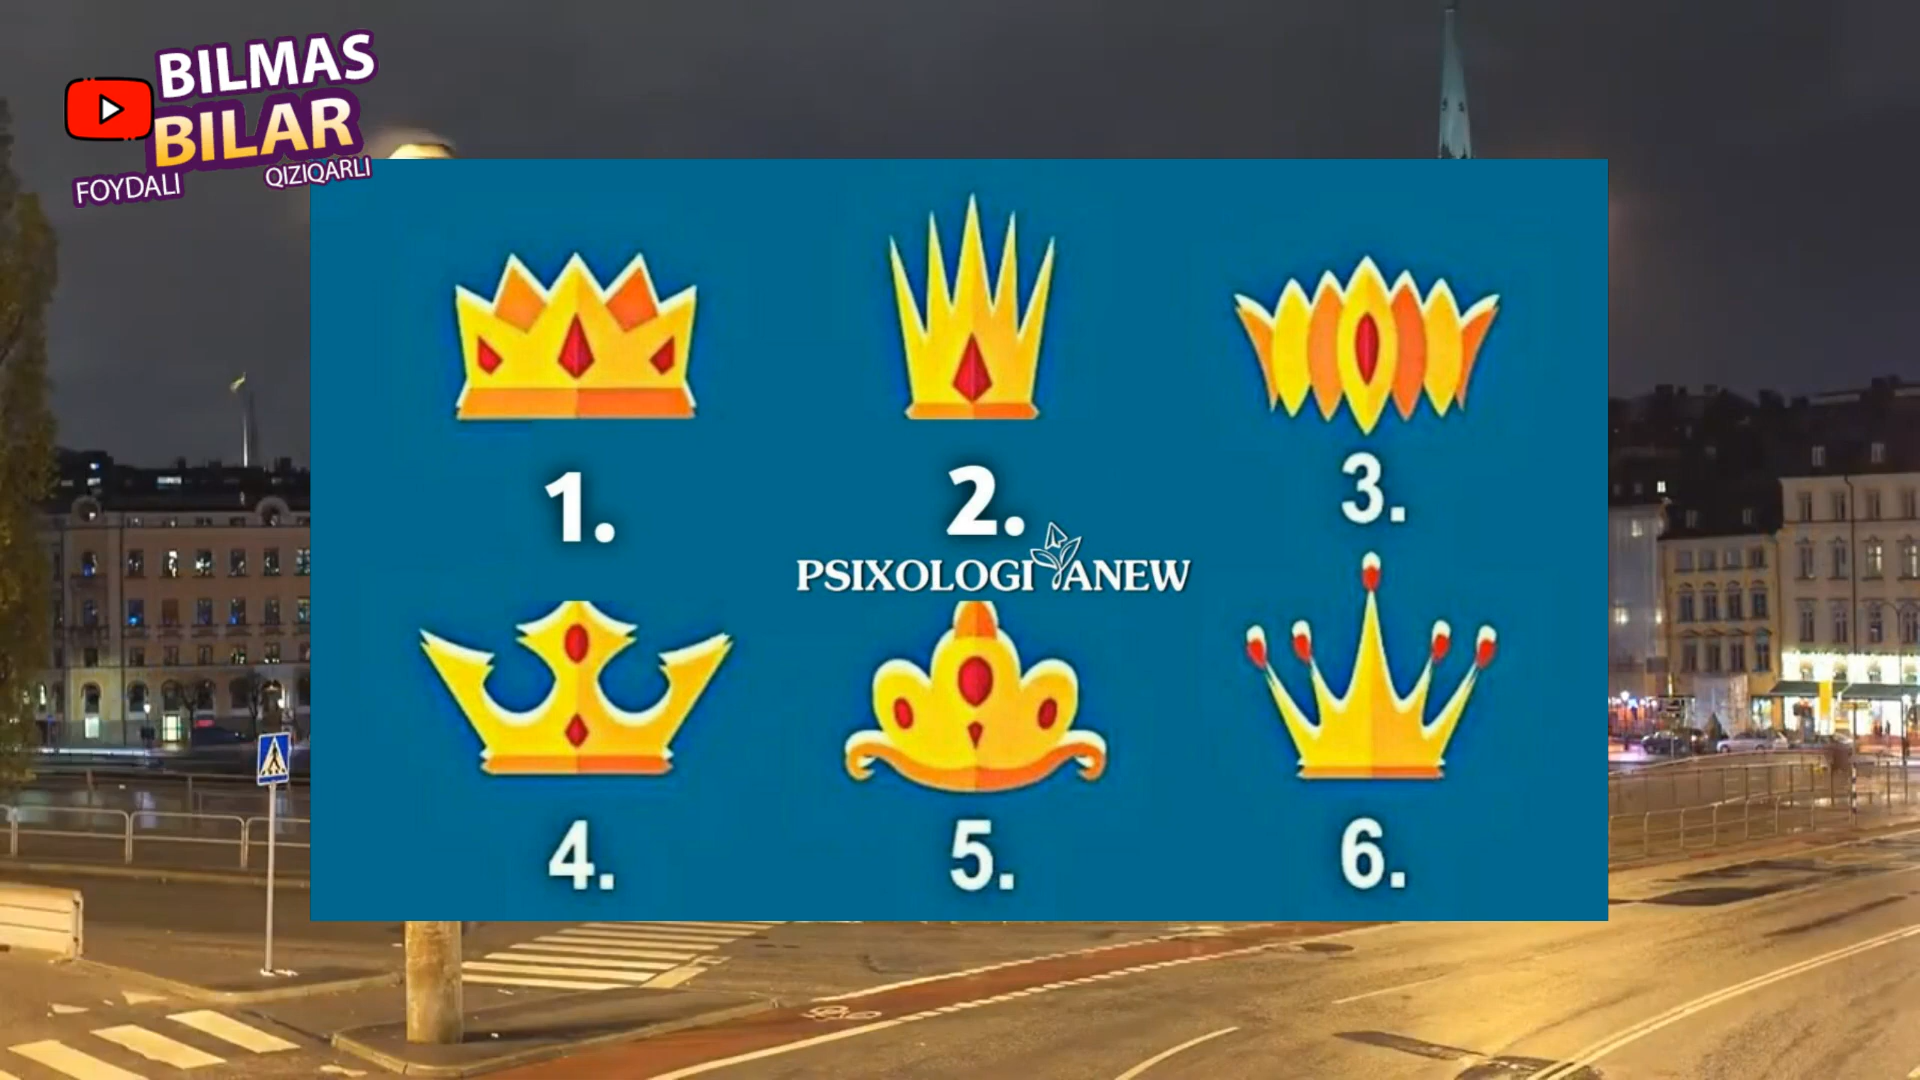 BILMAS
BILAR
FOYDALI
QIZIQARLI
1.
2.
3.
PSIXOLOGIYANEW
4.
5.
6.